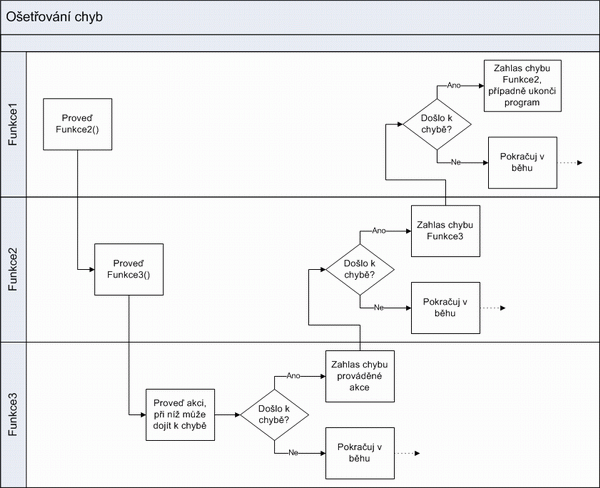 Ošetřování chyb
Funkce1
Proveď
Funkce2()
Došlo k
chybě?
Ano
Zahlas chybu
Funkce2,
případně ukonči
program
Ne
Pokračuj v
běhu
Funkce2
Proveď
Funkce3()
Došlo k
chybě?
Ano
Zahlas chybu
Funkce3
Ne
Pokračuj v
běhu
Funkce3
Proveď akci,
při níž může
dojít k chybě
Došlo k
chybě?
Ano
Zahlas chybu
prováděné
akce
Ne
Pokračuj v
běhu